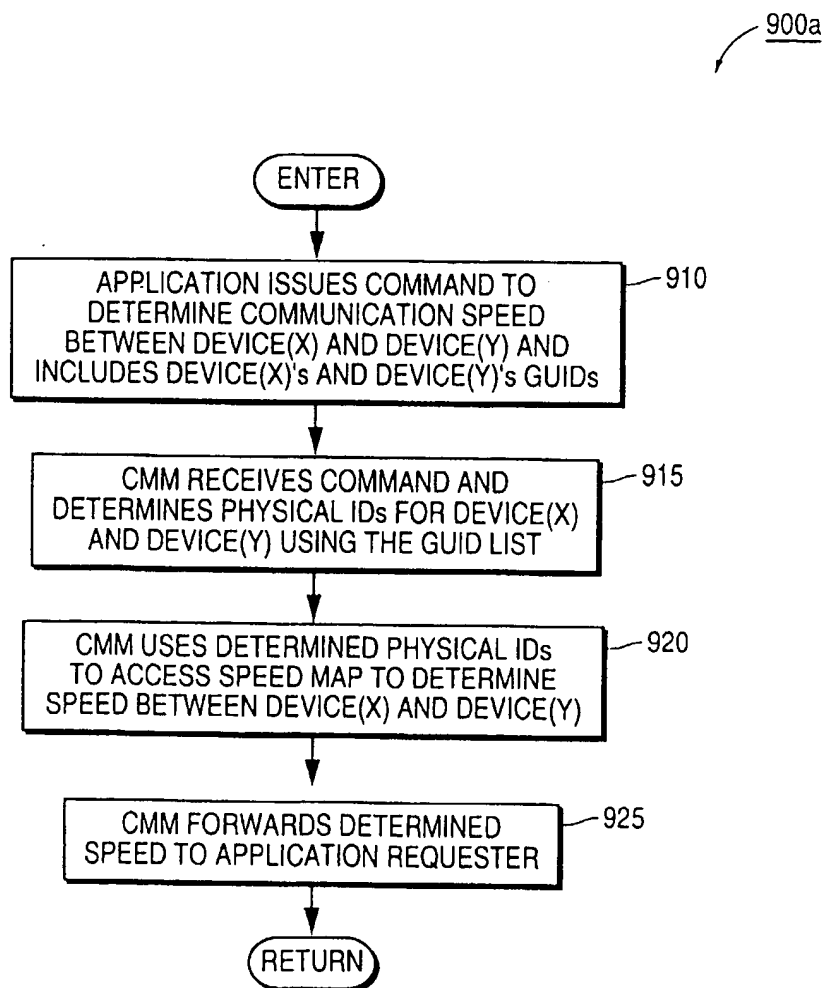 900a
ENTER
APPLICATION ISSUES COMMAND TO
DETERMINE COMMUNICATION SPEED
BETWEEN DEVICE(X) AND DEVICE(Y) AND
INCLUDES DEVICE(X)'s AND DEVICE(Y)'s GUIDs
910
CMM RECEIVES COMMAND AND
DETERMINES PHYSICAL IDs FOR DEVICE(X)
AND DEVICE(Y) USING THE GUID LIST
915
CMM USES DETERMINED PHYSICAL IDs
TO ACCESS SPEED MAP TO DETERMINE
SPEED BETWEEN DEVICE(X) AND DEVICE(Y)
920
CMM FORWARDS DETERMINED
SPEED TO APPLICATION REQUESTER
925
RETURN